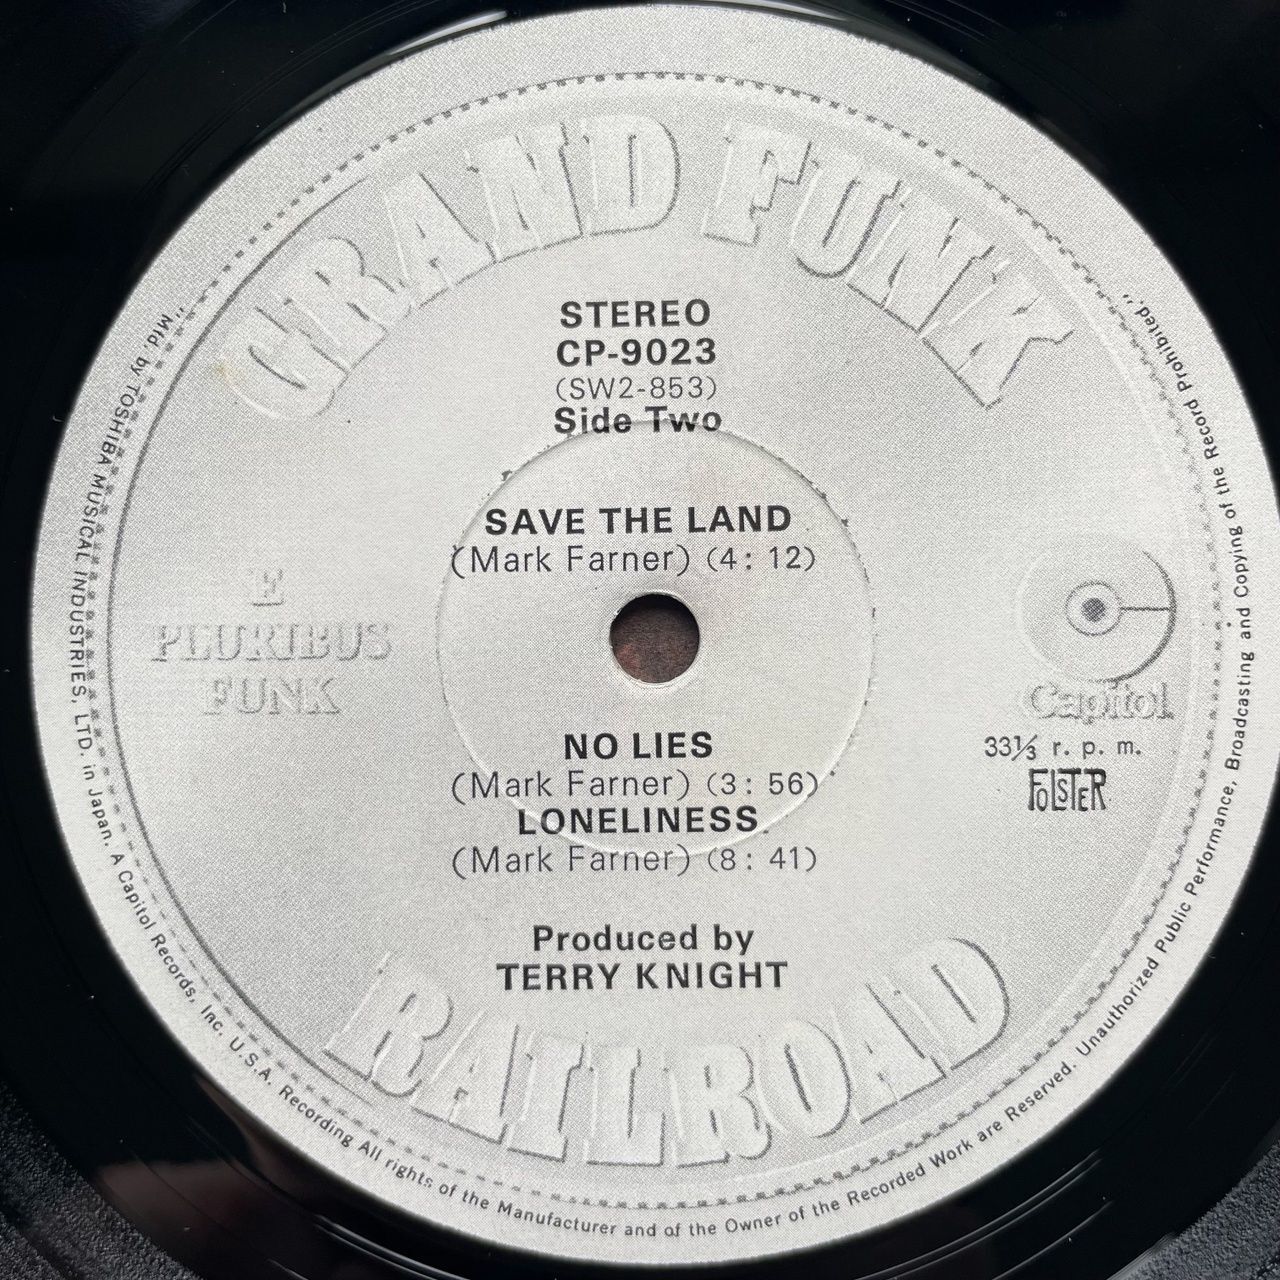 GRAND FUNK
STEREO
CP-9023
(SW2-853)
Side Two
SAVE THE LAND
(Mark Farner) (4: 12)
E
PLURIBUS
FUNK
Capitol
NO LIES
(Mark Farner) (3: 56)
LONELINESS
(Mark Farner) (8: 41)
33⅓ r. p. m.
FOLSTER
Produced by
TERRY KNIGHT
RAILROAD
"Mfd. by TOSHIBA MUSICAL INDUSTRIES, LTD. in Japan. A Capitol Records, Inc. U.S.A. Recording All rights of the Manufacturer and of the Owner of the Recorded Work are Reserved. Unauthorized Public Performance, Broadcasting and Copying of the Record Prohibited."